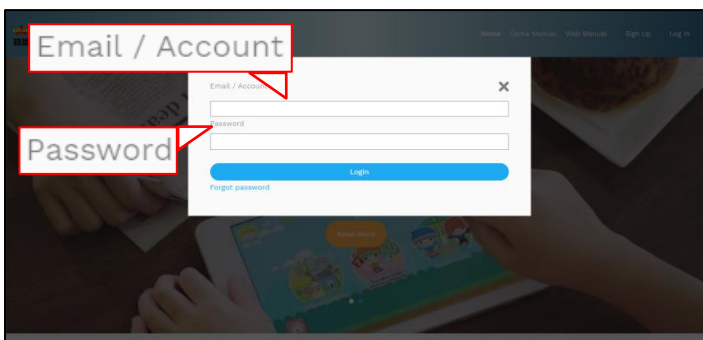 Email / Account
Home Game Manual Web Manual Sign Up Log In
Email / Account
Password
Password
Login
Forgot password
Read More